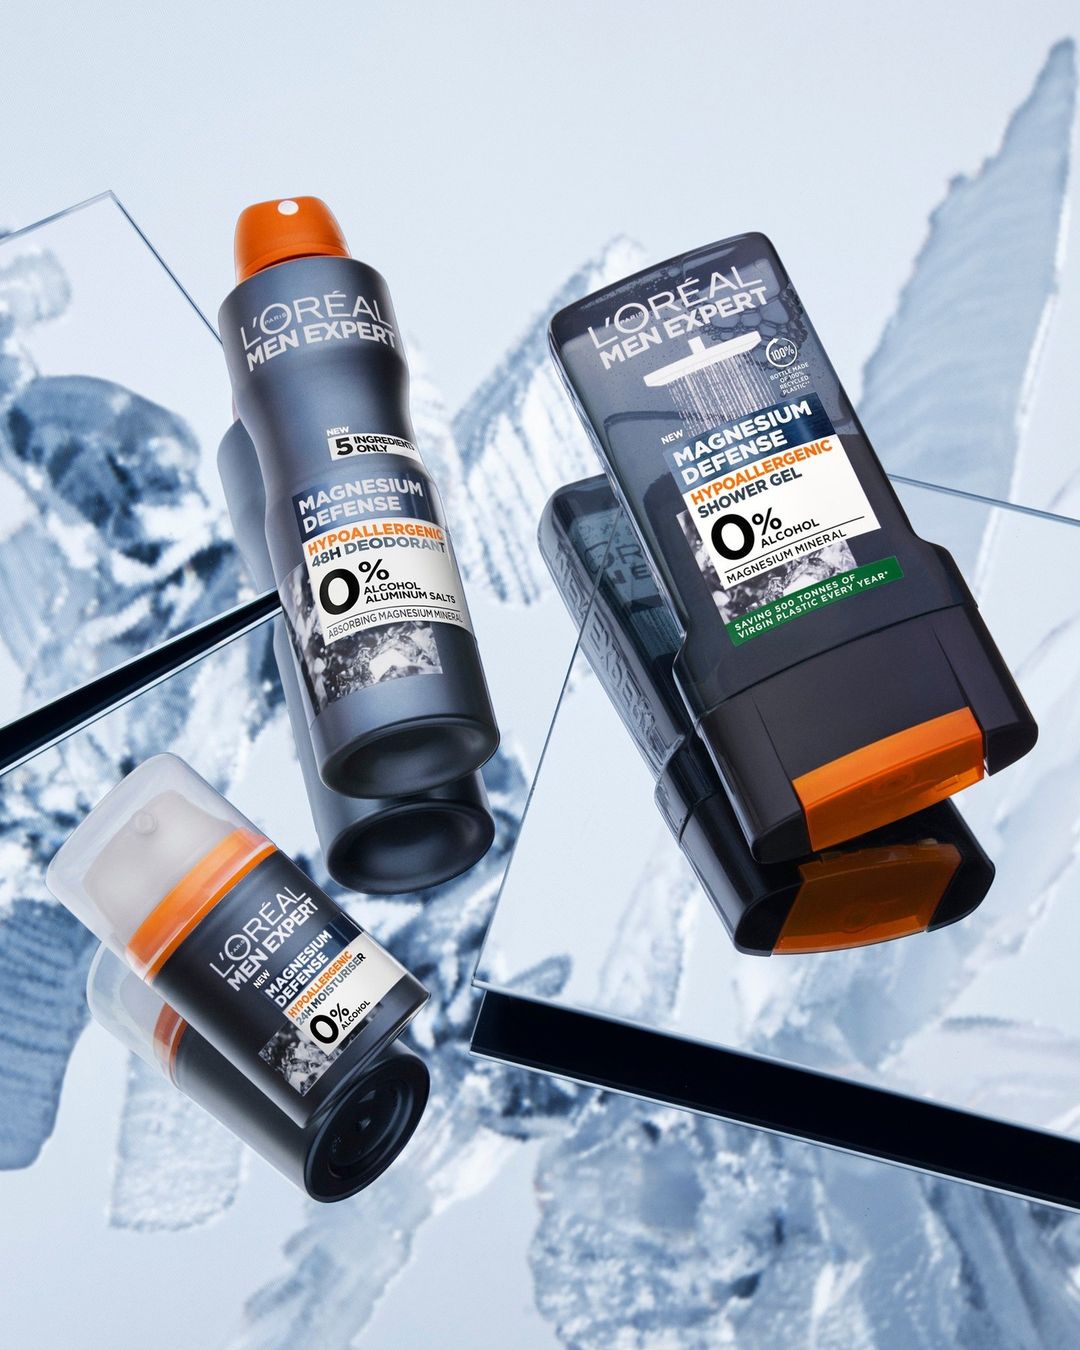 L'ORÉAL
PARIS
MEN EXPERT
NEW
5 INGREDIENTS
ONLY
MAGNESIUM
DEFENSE
HYPOALLERGENIC
48H DEODORANT
0%
ALCOHOL
ALUMINUM SALTS
ABSORBING MAGNESIUM MINERAL
L'ORÉAL
PARIS
MEN EXPERT
100%
BOTTLE MADE
OF 100%
RECYCLED
PLASTIC**
NEW
MAGNESIUM
DEFENSE
HYPOALLERGENIC
SHOWER GEL
0%
ALCOHOL
MAGNESIUM MINERAL
SAVING 500 TONNES OF
VIRGIN PLASTIC EVERY YEAR*
L'ORÉAL
PARIS
MEN EXPERT
NEW
MAGNESIUM
DEFENSE
HYPOALLERGENIC
24H MOISTURISER
0%
ALCOHOL